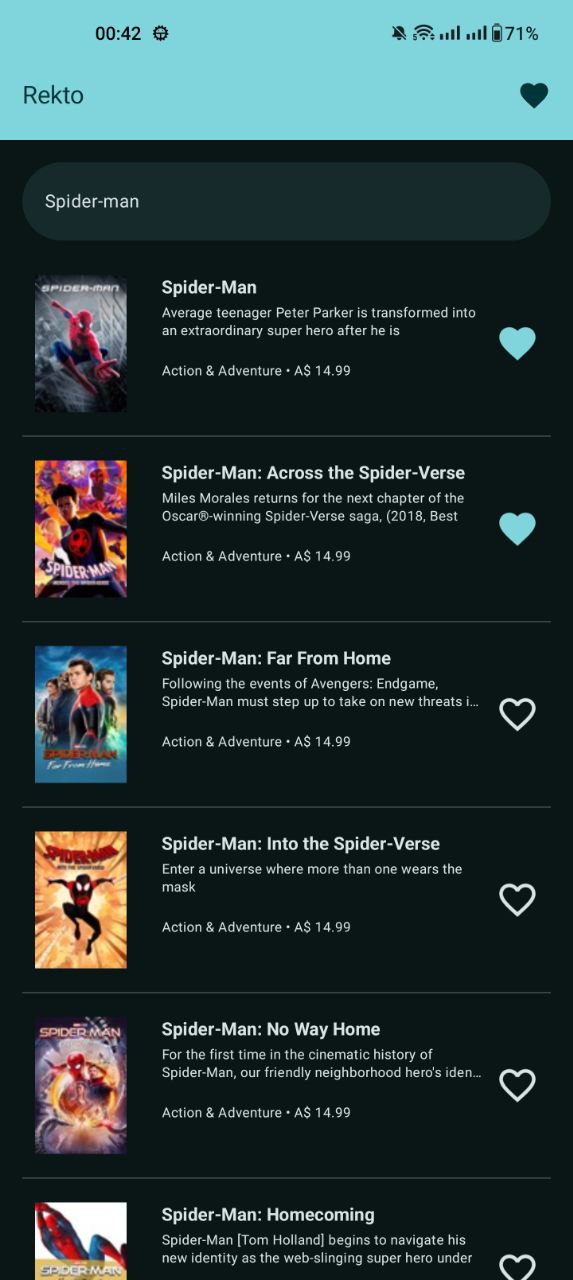 00:42
71%
Rekto
Spider-man
SPIDER-MAN
Spider-Man
Average teenager Peter Parker is transformed into
an extraordinary super hero after he is
Action & Adventure • A$ 14.99
SPIDER-MAN
Spider-Man: Across the Spider-Verse
Miles Morales returns for the next chapter of the
Oscar®-winning Spider-Verse saga, (2018, Best
Action & Adventure • A$ 14.99
SPIDER-MAN
Far From Home
Spider-Man: Far From Home
Following the events of Avengers: Endgame,
Spider-Man must step up to take on new threats i…
Action & Adventure • A$ 14.99
SPIDER-MAN
Spider-Man: Into the Spider-Verse
Enter a universe where more than one wears the
mask
Action & Adventure • A$ 14.99
SPIDER-MAN
Spider-Man: No Way Home
For the first time in the cinematic history of
Spider-Man, our friendly neighborhood hero's iden…
Action & Adventure • A$ 14.99
SPIDER-MAN
Spider-Man: Homecoming
Spider-Man [Tom Holland] begins to navigate his
new identity as the web-slinging super hero under